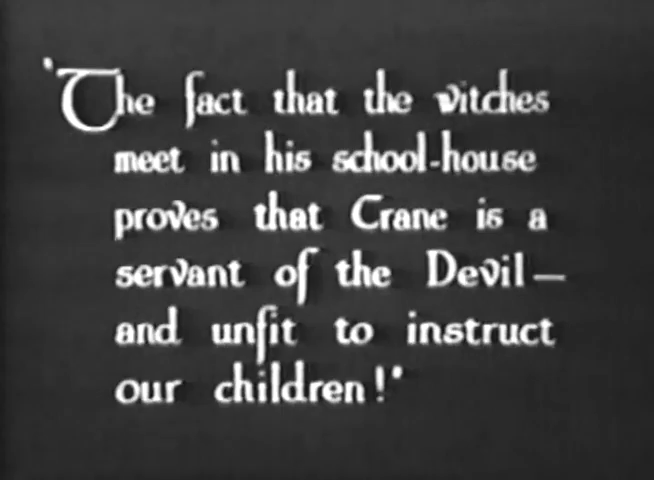 'The fact that the vitches
meet in his school-house
proves that Crane is a
servant of the Devil—
and unfit to instruct
our children!'